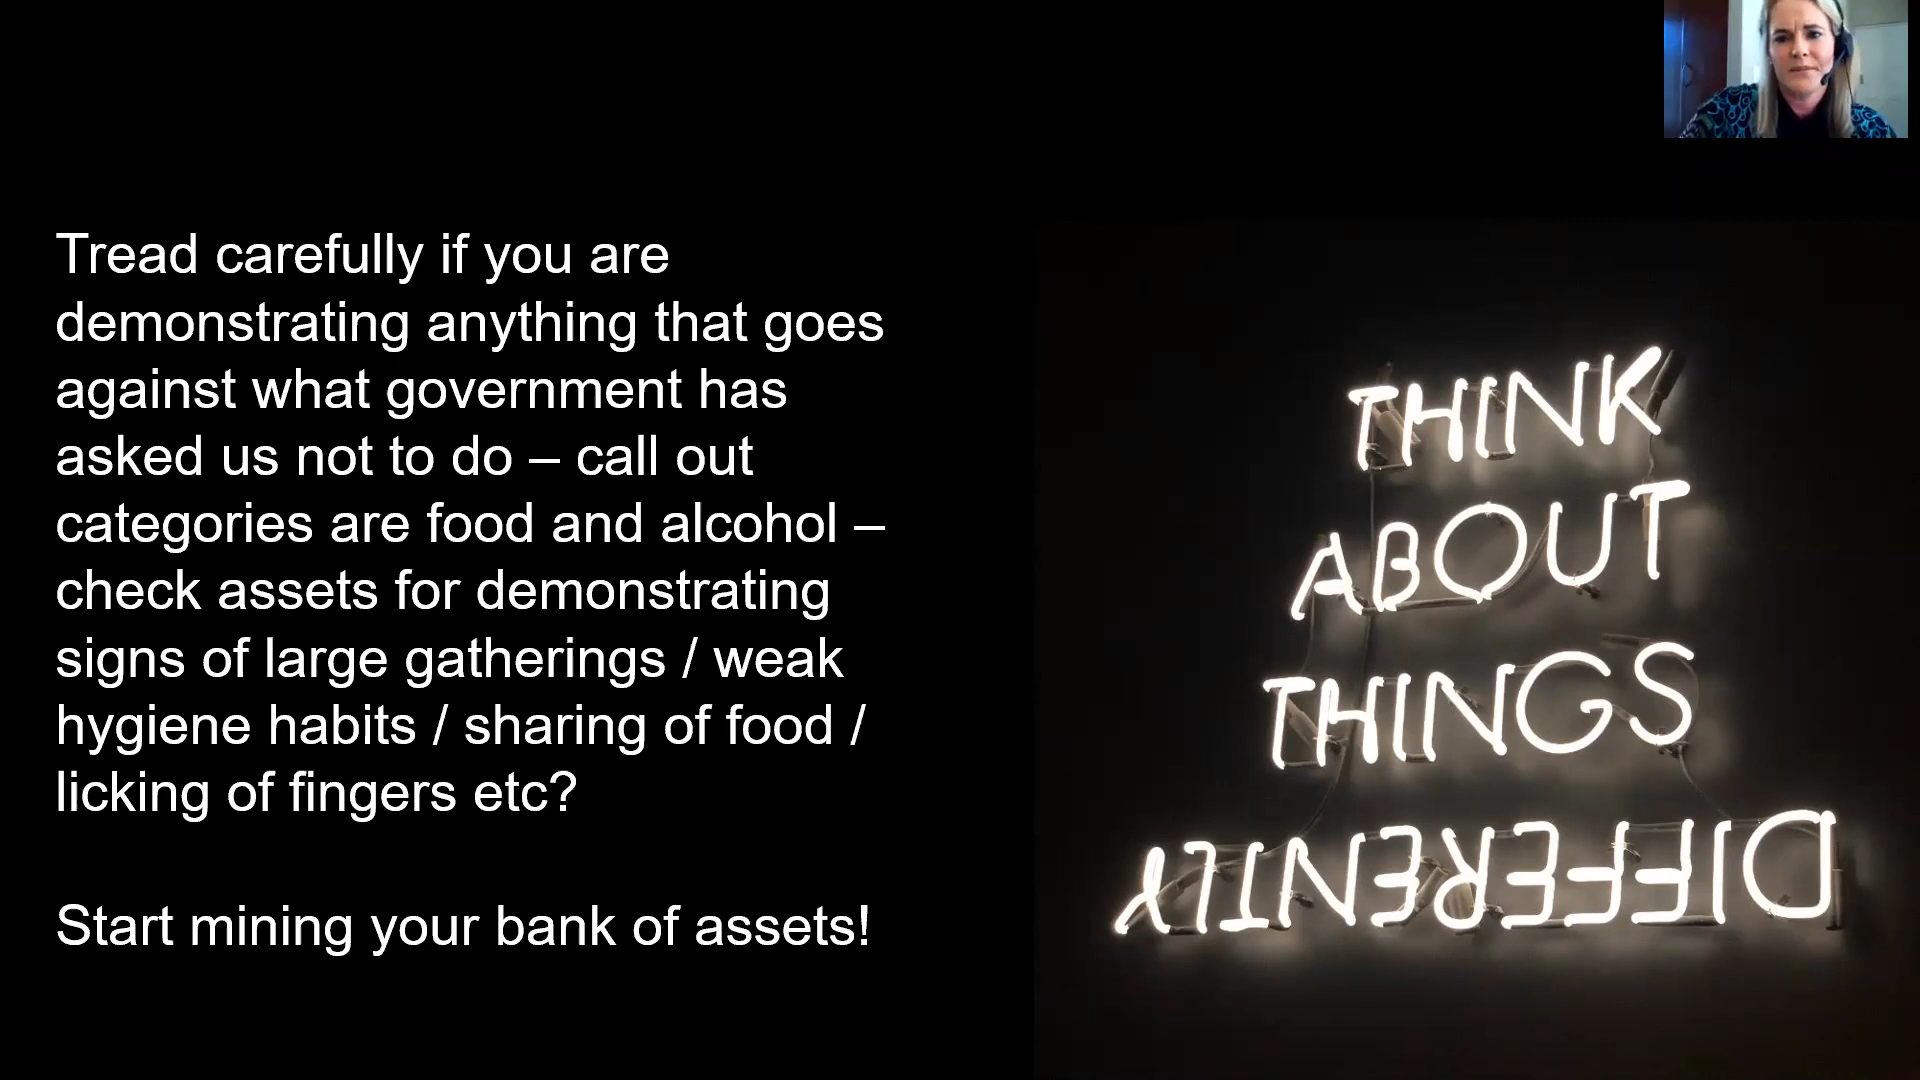 Tread carefully if you are
demonstrating anything that goes
against what government has
asked us not to do – call out
categories are food and alcohol –
check assets for demonstrating
signs of large gatherings / weak
hygiene habits / sharing of food /
licking of fingers etc?
Start mining your bank of assets!
THINK
ABOUT
THINGS
DIFFERENTLY